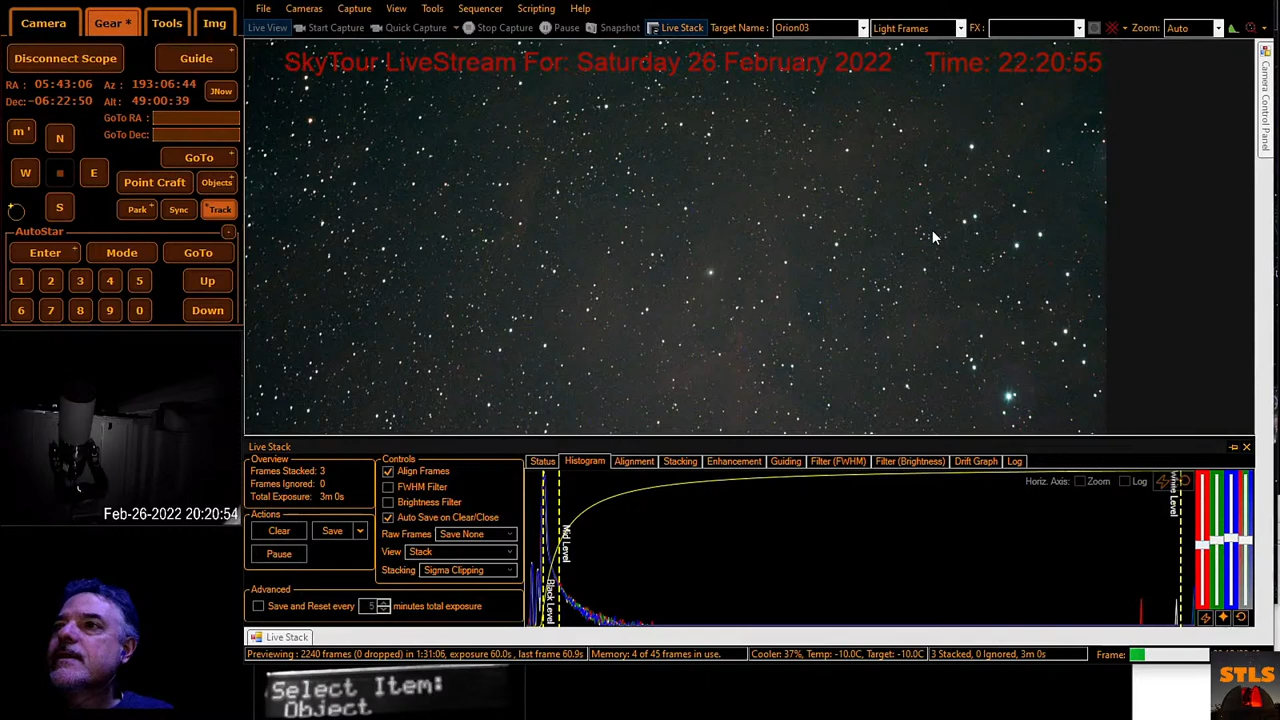 Camera Gear * Tools Img
File Cameras Capture View Tools Sequencer Scripting Help
Live View Start Capture Quick Capture Stop Capture Pause Snapshot Live Stack Target Name : Orion03 Light Frames FX: Zoom: Auto
Disconnect Scope Guide
RA : 05:43:06 Az : 193:06:44
Dec: -06:22:50 Alt: 49:00:39 JNow
GoTo RA :
GoTo Dec:
m ' N GoTo
W E Point Craft Objects
S Park Sync Track
AutoStar
Enter Mode GoTo
1 2 3 4 5 Up
6 7 8 9 0 Down
SkyTour LiveStream For: Saturday 26 February 2022 Time: 22:20:55
Camera Control Panel
Feb-26-2022 20:20:54
Live Stack
Overview
Frames Stacked: 3
Frames Ignored: 0
Total Exposure: 3m 0s
Actions
Clear Save
Pause
Controls
Align Frames
FWHM Filter
Brightness Filter
Auto Save on Clear/Close
Raw Frames Save None
View Stack
Stacking Sigma Clipping
Advanced
Save and Reset every 5 minutes total exposure
Status Histogram Alignment Stacking Enhancement Guiding Filter (FWHM) Filter (Brightness) Drift Graph Log
Horiz. Axis: Zoom Log
Black Level
Mid Level
White Level
Live Stack
Previewing : 2240 frames (0 dropped) in 1:31:06, exposure 60.0s , last frame 60.9s Memory: 4 of 45 frames in use. Cooler: 37%, Temp: -10.0C, Target: -10.0C 3 Stacked, 0 Ignored, 3m 0s Frame:
Select Item:
Object
STLS